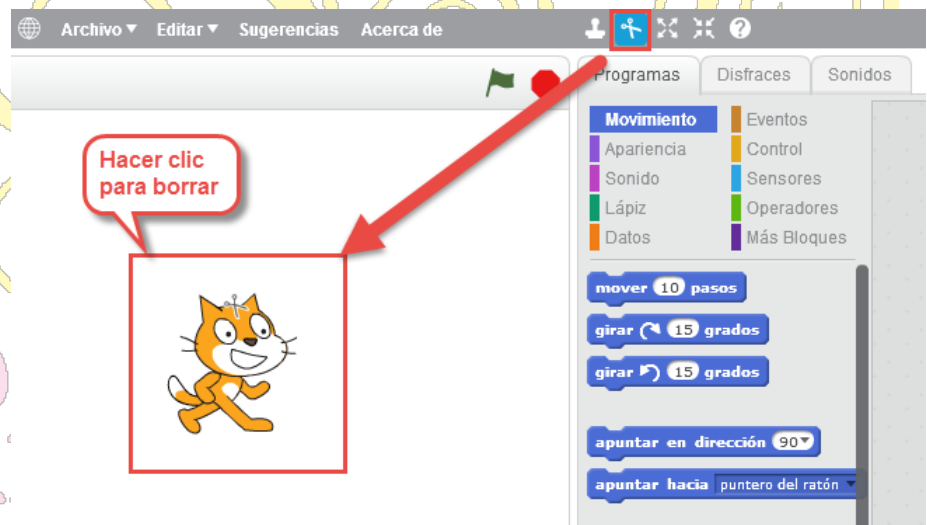 Archivo ▼ Editar ▼ Sugerencias Acerca de
Programas Disfraces Sonidos
Hacer clic
para borrar
Movimiento Eventos
Apariencia Control
Sonido Sensores
Lápiz Operadores
Datos Más Bloques
mover 10 pasos
girar 15 grados
girar 15 grados
apuntar en dirección 90▼
apuntar hacia puntero del ratón